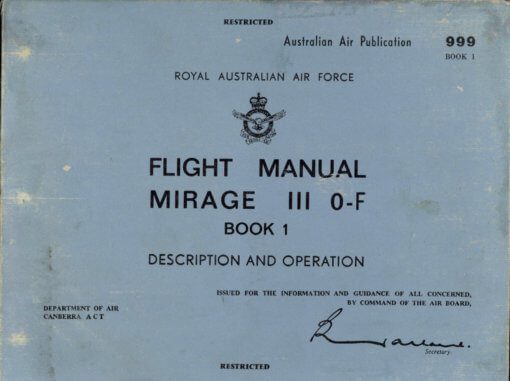 RESTRICTED
Australian Air Publication 999
BOOK 1
ROYAL AUSTRALIAN AIR FORCE
FLIGHT MANUAL
MIRAGE III O-F
BOOK 1
DESCRIPTION AND OPERATION
ISSUED FOR THE INFORMATION AND GUIDANCE OF ALL CONCERNED,
BY COMMAND OF THE AIR BOARD,
DEPARTMENT OF AIR
CANBERRA A C T
Secretary.
RESTRICTED